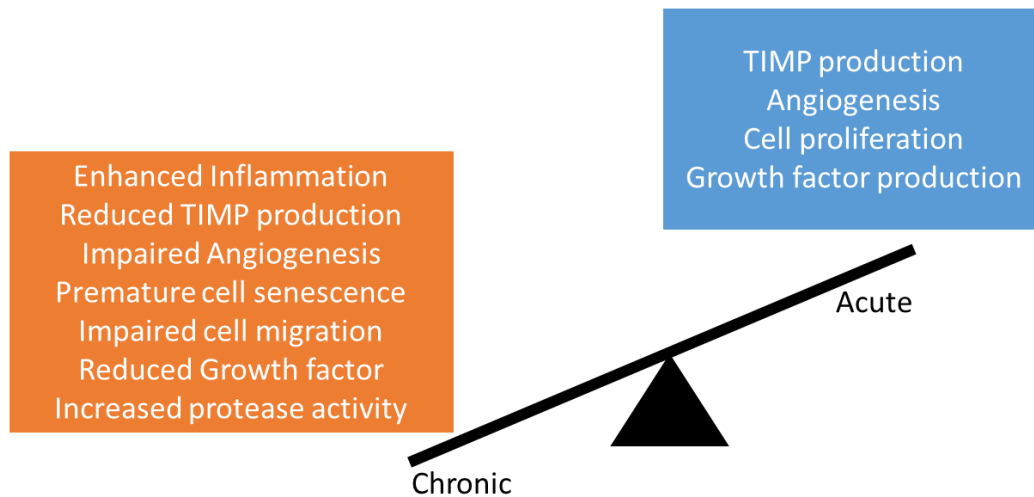 TIMP production
Angiogenesis
Cell proliferation
Growth factor production
Enhanced Inflammation
Reduced TIMP production
Impaired Angiogenesis
Premature cell senescence
Impaired cell migration
Reduced Growth factor
Increased protease activity
Acute
Chronic